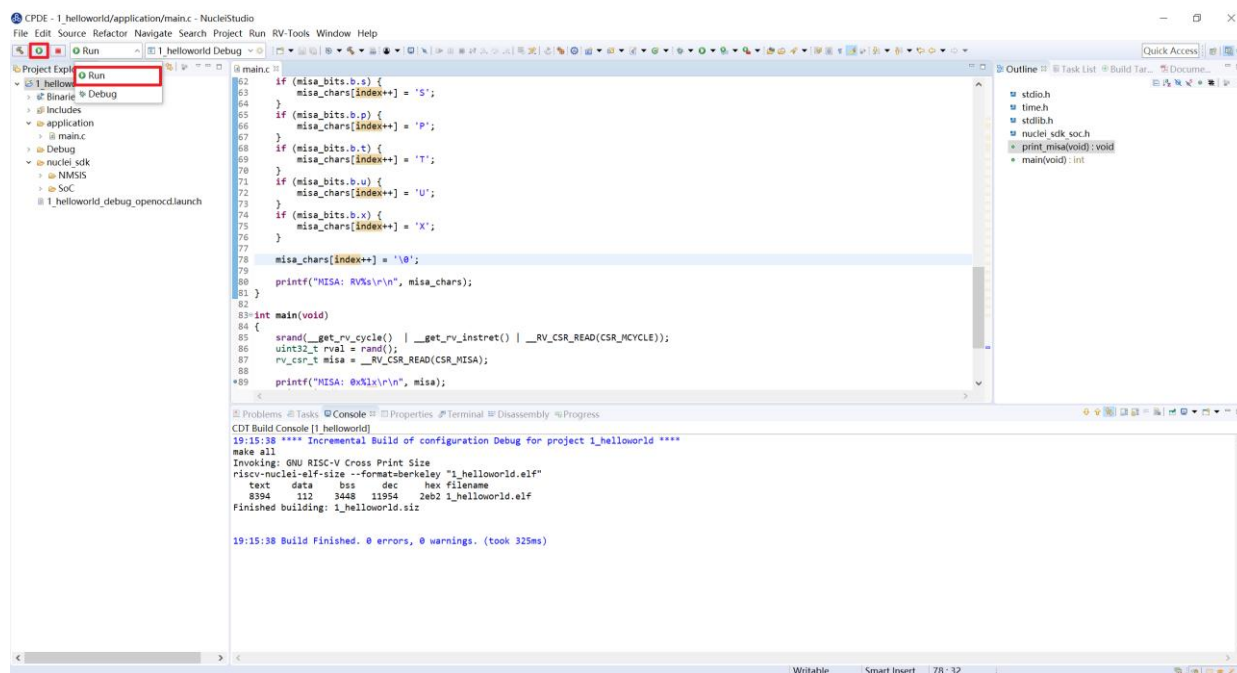 CPDE - 1_helloworld/application/main.c - NucleiStudio
File Edit Source Refactor Navigate Search Project Run RV-Tools Window Help
Run
1_helloworld Debug
Quick Access
Project Expl
Run
Debug
1_hellow
Binarie
Includes
application
main.c
Debug
nuclei_sdk
NMSIS
SoC
1_helloworld_debug_openocd.launch
main.c
62 if (misa_bits.b.s) {
63 misa_chars[index++] = 'S';
64 }
65 if (misa_bits.b.p) {
66 misa_chars[index++] = 'P';
67 }
68 if (misa_bits.b.t) {
69 misa_chars[index++] = 'T';
70 }
71 if (misa_bits.b.u) {
72 misa_chars[index++] = 'U';
73 }
74 if (misa_bits.b.x) {
75 misa_chars[index++] = 'X';
76 }
77
78 misa_chars[index++] = '\0';
79
80 printf("MISA: RV%s\r\n", misa_chars);
81 }
82
83 int main(void)
84 {
85 srand(__get_rv_cycle() | __get_rv_instret() | __RV_CSR_READ(CSR_MCYCLE));
86 uint32_t rval = rand();
87 rv_csr_t misa = __RV_CSR_READ(CSR_MISA);
88
89 printf("MISA: 0x%lx\r\n", misa);
Outline Task List Build Tar... Docume...
stdio.h
time.h
stdlib.h
nuclei_sdk_soc.h
print_misa(void) : void
main(void) : int
Problems Tasks Console Properties Terminal Disassembly Progress
CDT Build Console [1_helloworld]
19:15:38 **** Incremental Build of configuration Debug for project 1_helloworld ****
make all
Invoking: GNU RISC-V Cross Print Size
riscv-nuclei-elf-size --format=berkeley "1_helloworld.elf"
text data bss dec hex filename
8394 112 3448 11954 2eb2 1_helloworld.elf
Finished building: 1_helloworld.siz
19:15:38 Build Finished. 0 errors, 0 warnings. (took 325ms)
Writable Smart Insert 78 : 32